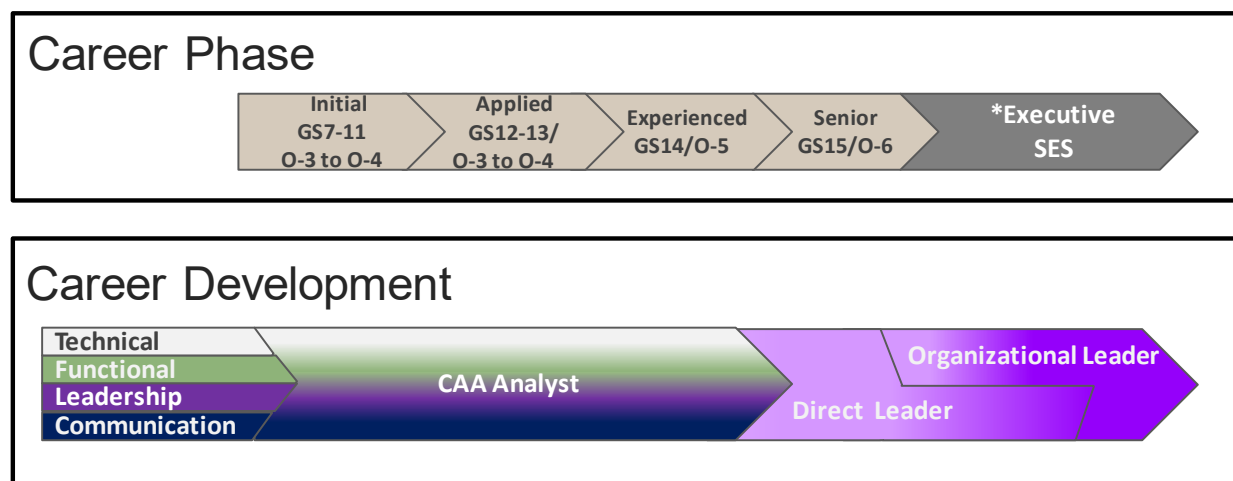 Career Phase
Initial
GS7-11
O-3 to O-4
Applied
GS12-13/
O-3 to O-4
Experienced
GS14/O-5
Senior
GS15/O-6
*Executive
SES
Career Development
Technical
Functional
Leadership
Communication
CAA Analyst
Direct Leader
Organizational Leader